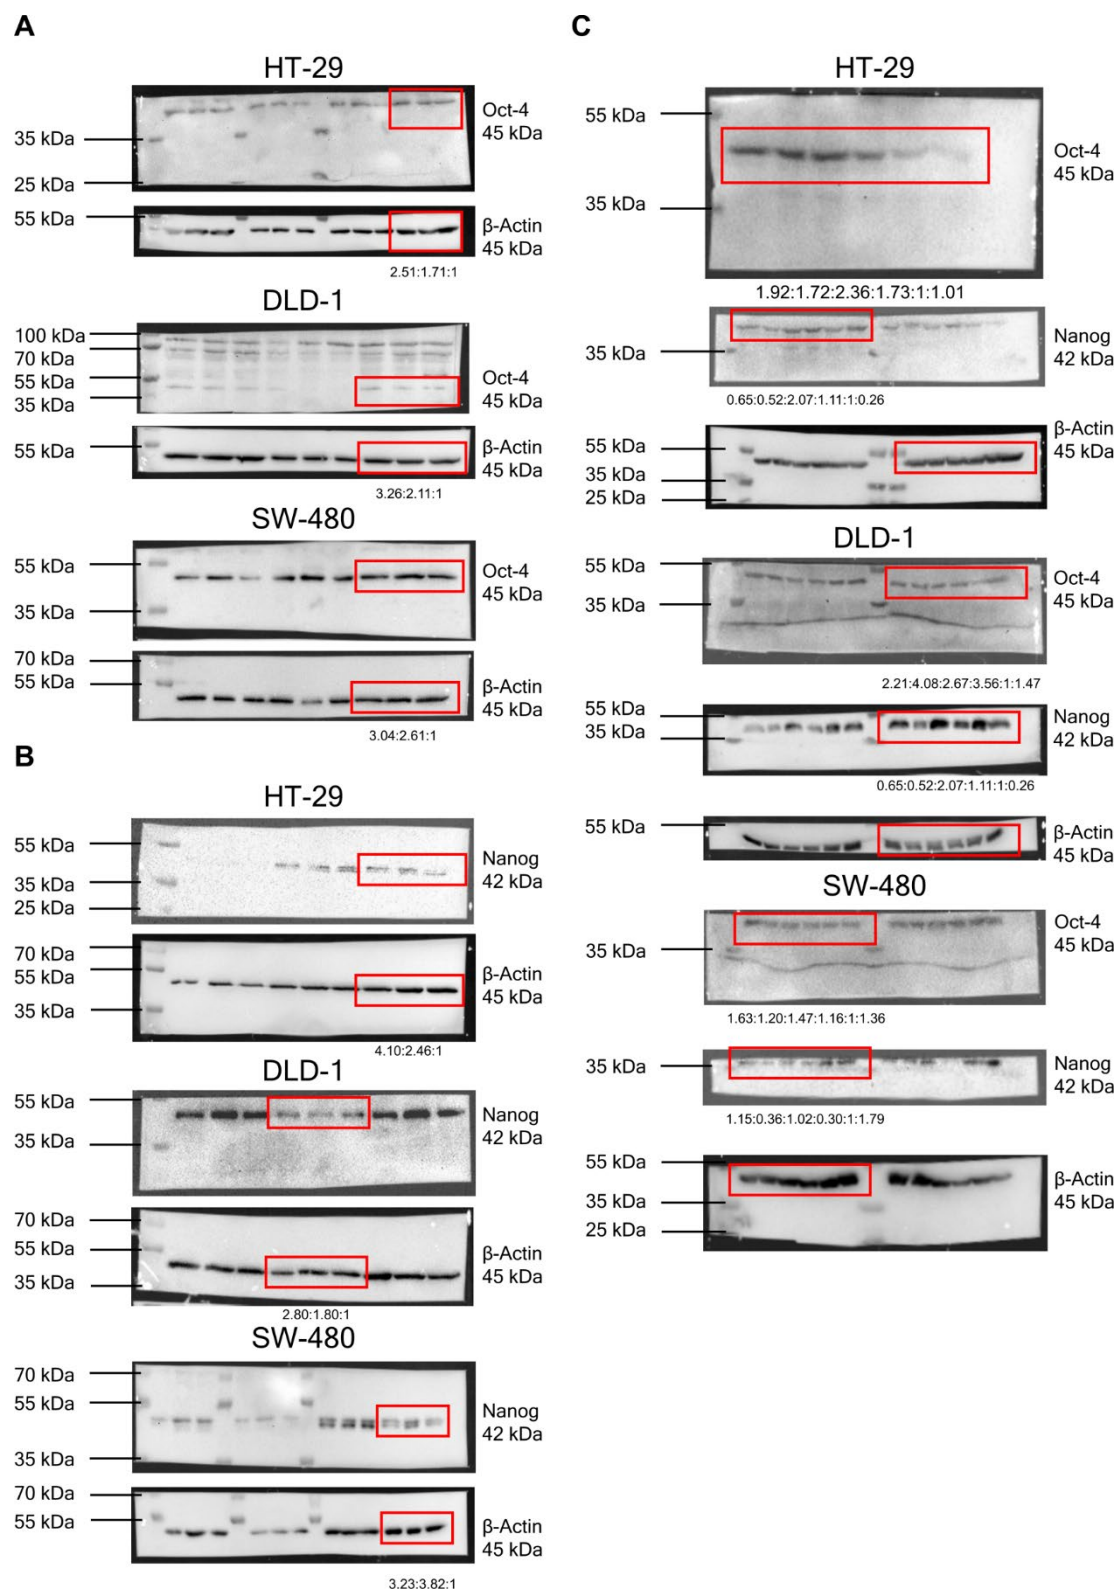 A
HT-29
Oct-4
45 kDa
35 kDa
25 kDa
55 kDa
β-Actin
45 kDa
2.51:1.71:1
DLD-1
100 kDa
70 kDa
55 kDa
35 kDa
Oct-4
45 kDa
55 kDa
β-Actin
45 kDa
3.26:2.11:1
SW-480
55 kDa
35 kDa
Oct-4
45 kDa
70 kDa
55 kDa
β-Actin
45 kDa
3.04:2.61:1
B
HT-29
55 kDa
35 kDa
25 kDa
Nanog
42 kDa
70 kDa
55 kDa
35 kDa
β-Actin
45 kDa
4.10:2.46:1
DLD-1
55 kDa
35 kDa
Nanog
42 kDa
70 kDa
55 kDa
35 kDa
β-Actin
45 kDa
2.80:1.80:1
SW-480
70 kDa
55 kDa
35 kDa
Nanog
42 kDa
70 kDa
55 kDa
β-Actin
45 kDa
3.23:3.82:1
C
HT-29
55 kDa
35 kDa
Oct-4
45 kDa
1.92:1.72:2.36:1.73:1:1.01
35 kDa
Nanog
42 kDa
0.65:0.52:2.07:1.11:1:0.26
55 kDa
35 kDa
25 kDa
β-Actin
45 kDa
DLD-1
55 kDa
35 kDa
Oct-4
45 kDa
2.21:4.08:2.67:3.56:1:1.47
55 kDa
35 kDa
Nanog
42 kDa
0.65:0.52:2.07:1.11:1:0.26
55 kDa
β-Actin
45 kDa
SW-480
35 kDa
Oct-4
45 kDa
1.63:1.20:1.47:1.16:1:1.36
35 kDa
Nanog
42 kDa
1.15:0.36:1.02:0.30:1:1.79
55 kDa
35 kDa
25 kDa
β-Actin
45 kDa